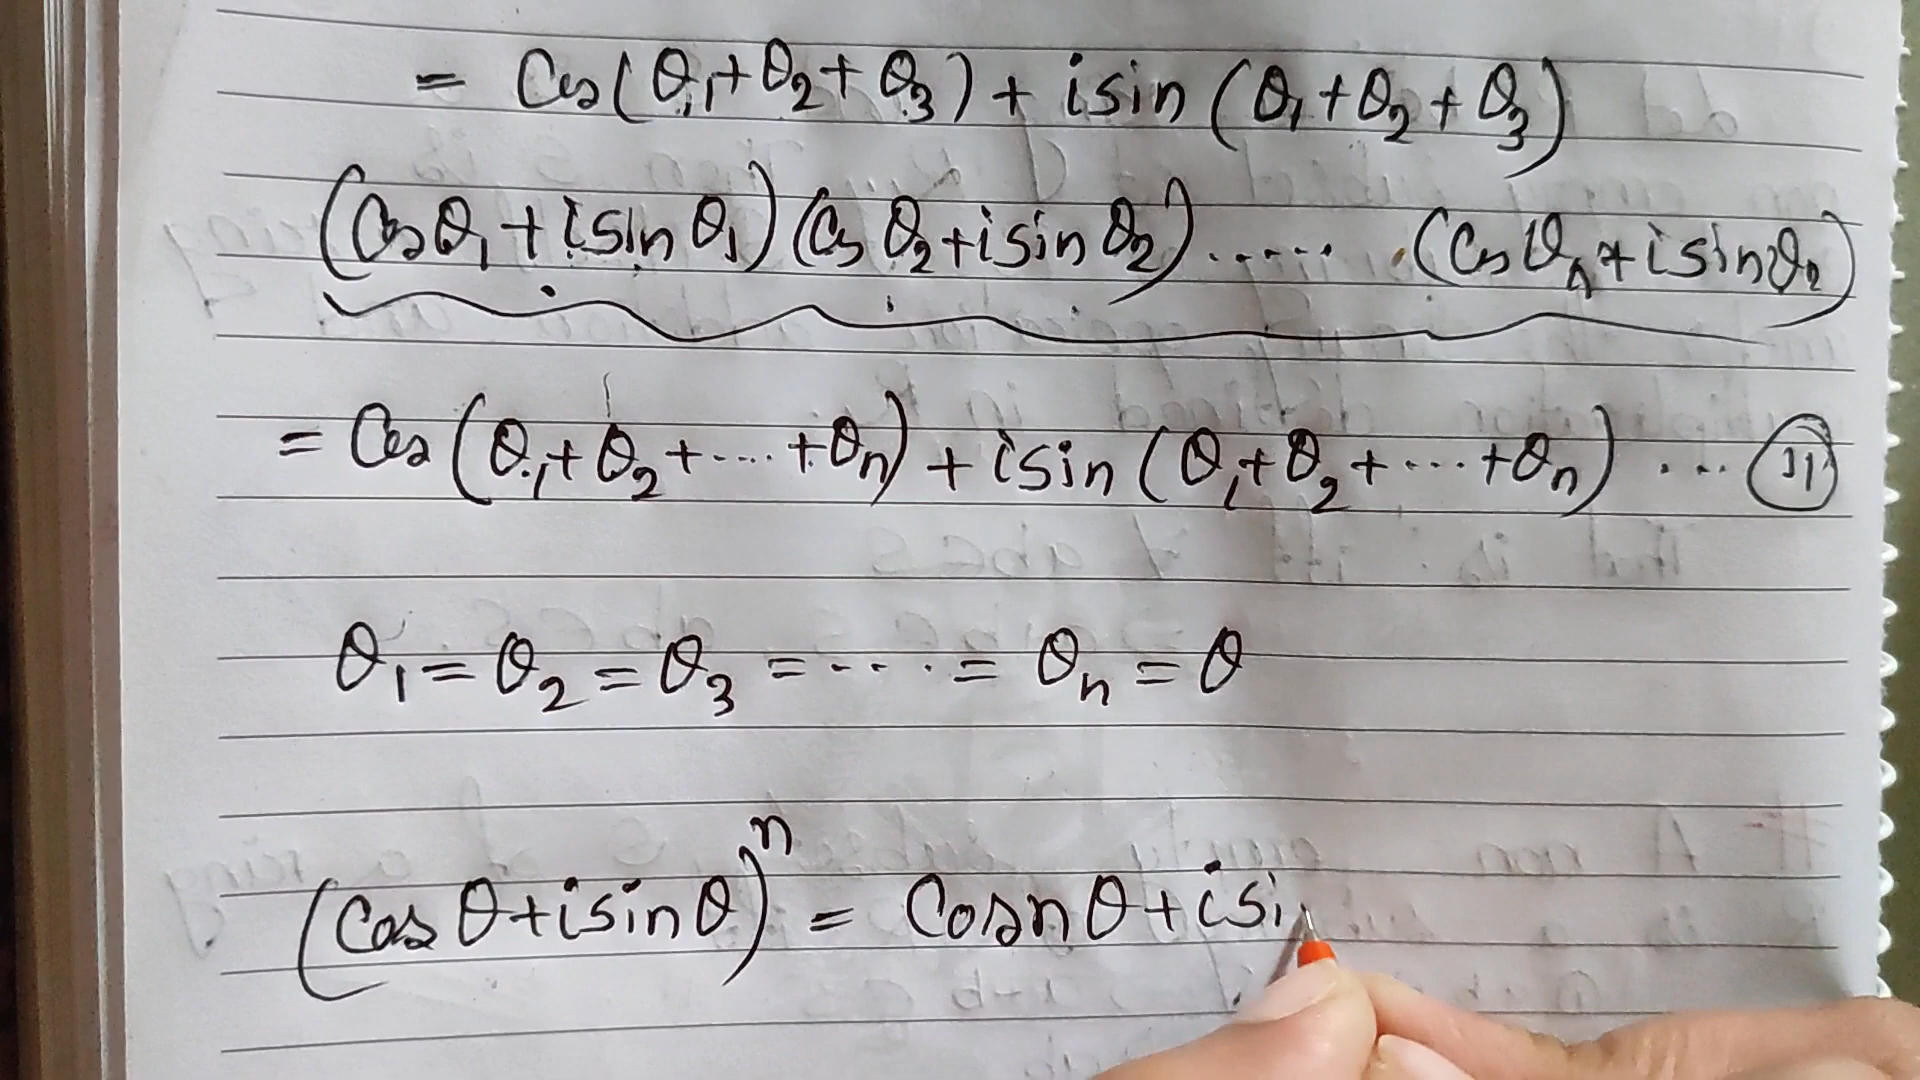 = Cos(θ₁+θ₂+θ₃) + isin(θ₁+θ₂+θ₃)
(Cosθ₁+isinθ₁)(Cosθ₂+isinθ₂)......(Cosθₙ+isinθₙ)
= Cos(θ₁+θ₂+....+θₙ)+isin(θ₁+θ₂+...+θₙ) ... (II)
θ₁=θ₂=θ₃=....=θₙ=θ
(Cosθ+isinθ)ⁿ = Cosnθ+isi